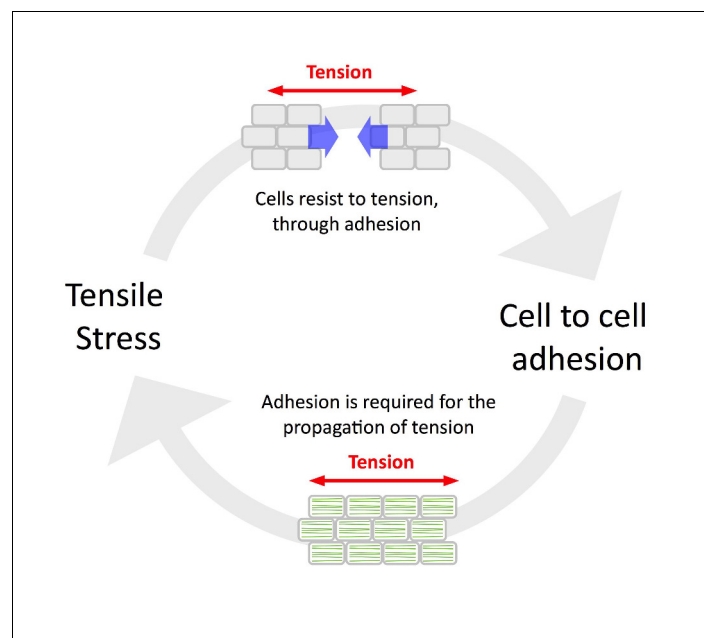 Tension
Cells resist to tension,
through adhesion
Tensile
Stress
Cell to cell
adhesion
Adhesion is required for the
propagation of tension
Tension